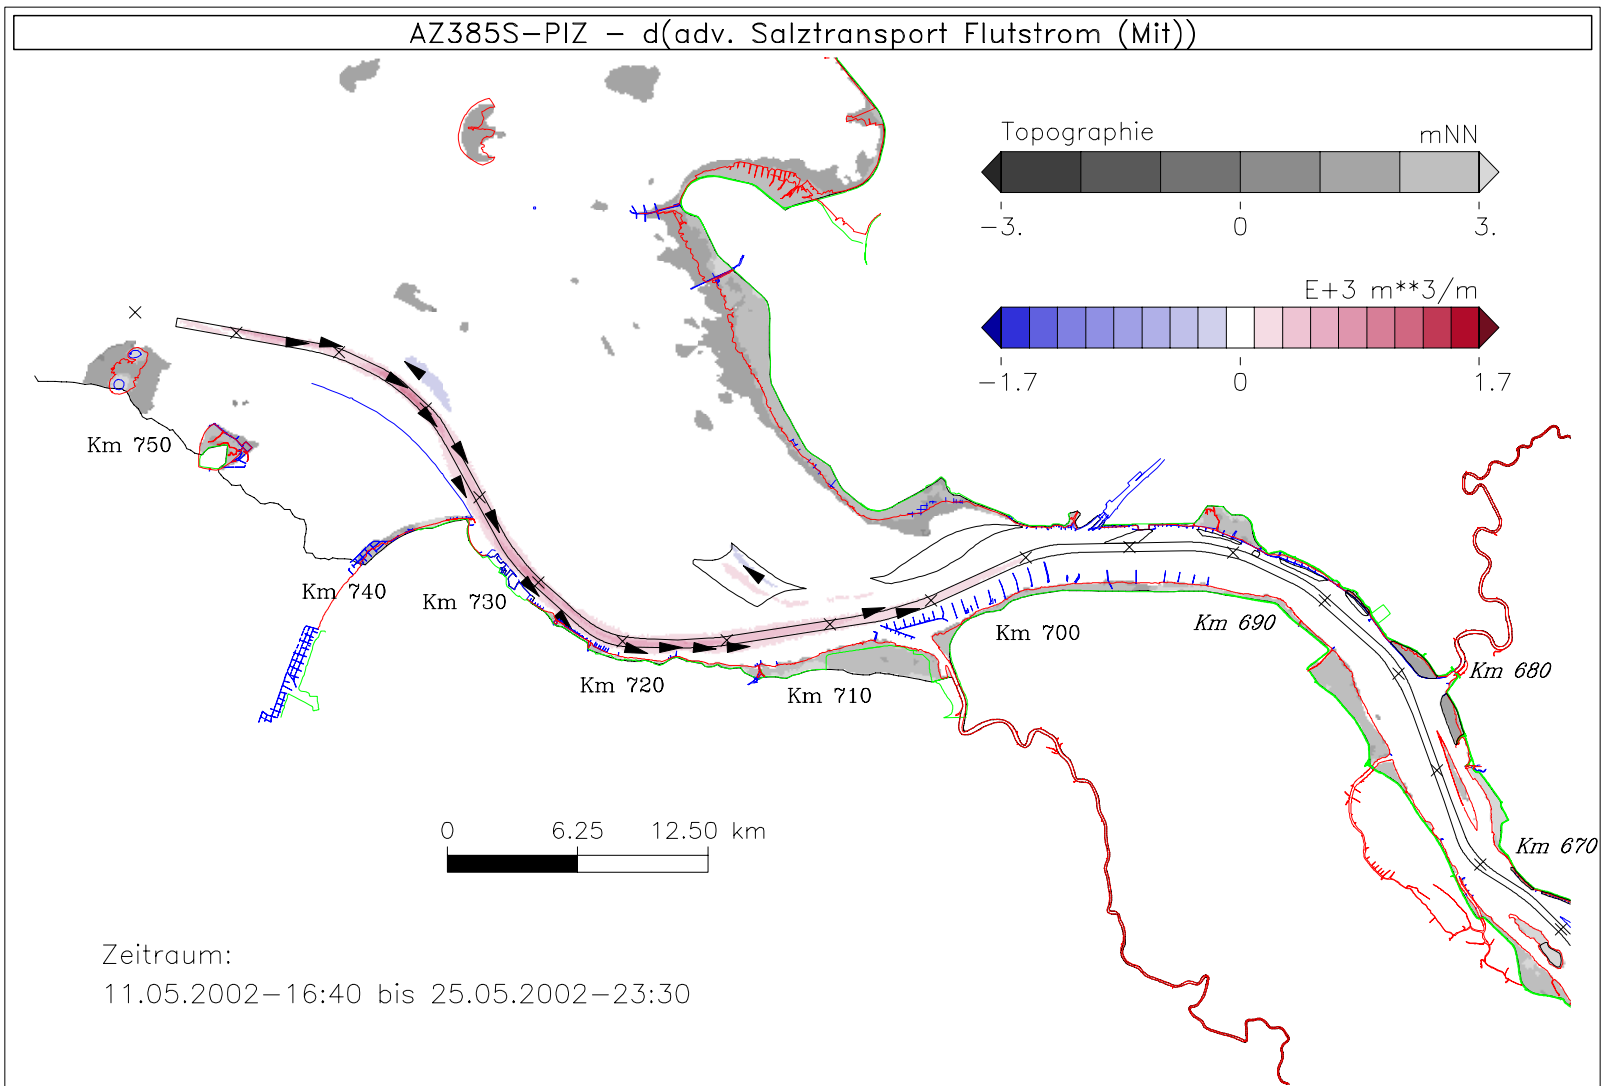 AZ385S-PIZ - d(adv. Salztransport Flutstrom (Mit))
Topographie mNN
-3. 0 3.
E+3 m**3/m
-1.7 0 1.7
Km 750
Km 740
Km 730
Km 720
Km 710
Km 700
Km 690
Km 680
Km 670
0 6.25 12.50 km
Zeitraum:
11.05.2002-16:40 bis 25.05.2002-23:30